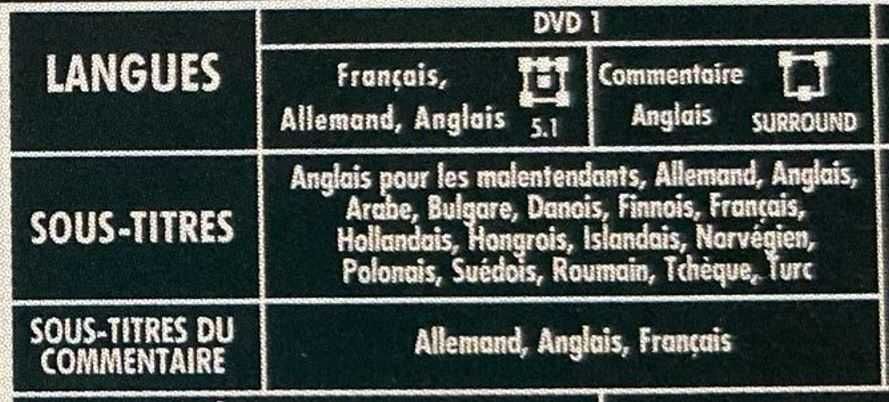 DVD 1
LANGUES
Français,
Allemand, Anglais 5.1
Commentaire
Anglais SURROUND
SOUS-TITRES
Anglais pour les malentendants, Allemand, Anglais,
Arabe, Bulgare, Danois, Finnois, Français,
Hollandais, Hongrois, Islandais, Norvégien,
Polonais, Suédois, Roumain, Tchèque, Turc
SOUS-TITRES DU
COMMENTAIRE
Allemand, Anglais, Français